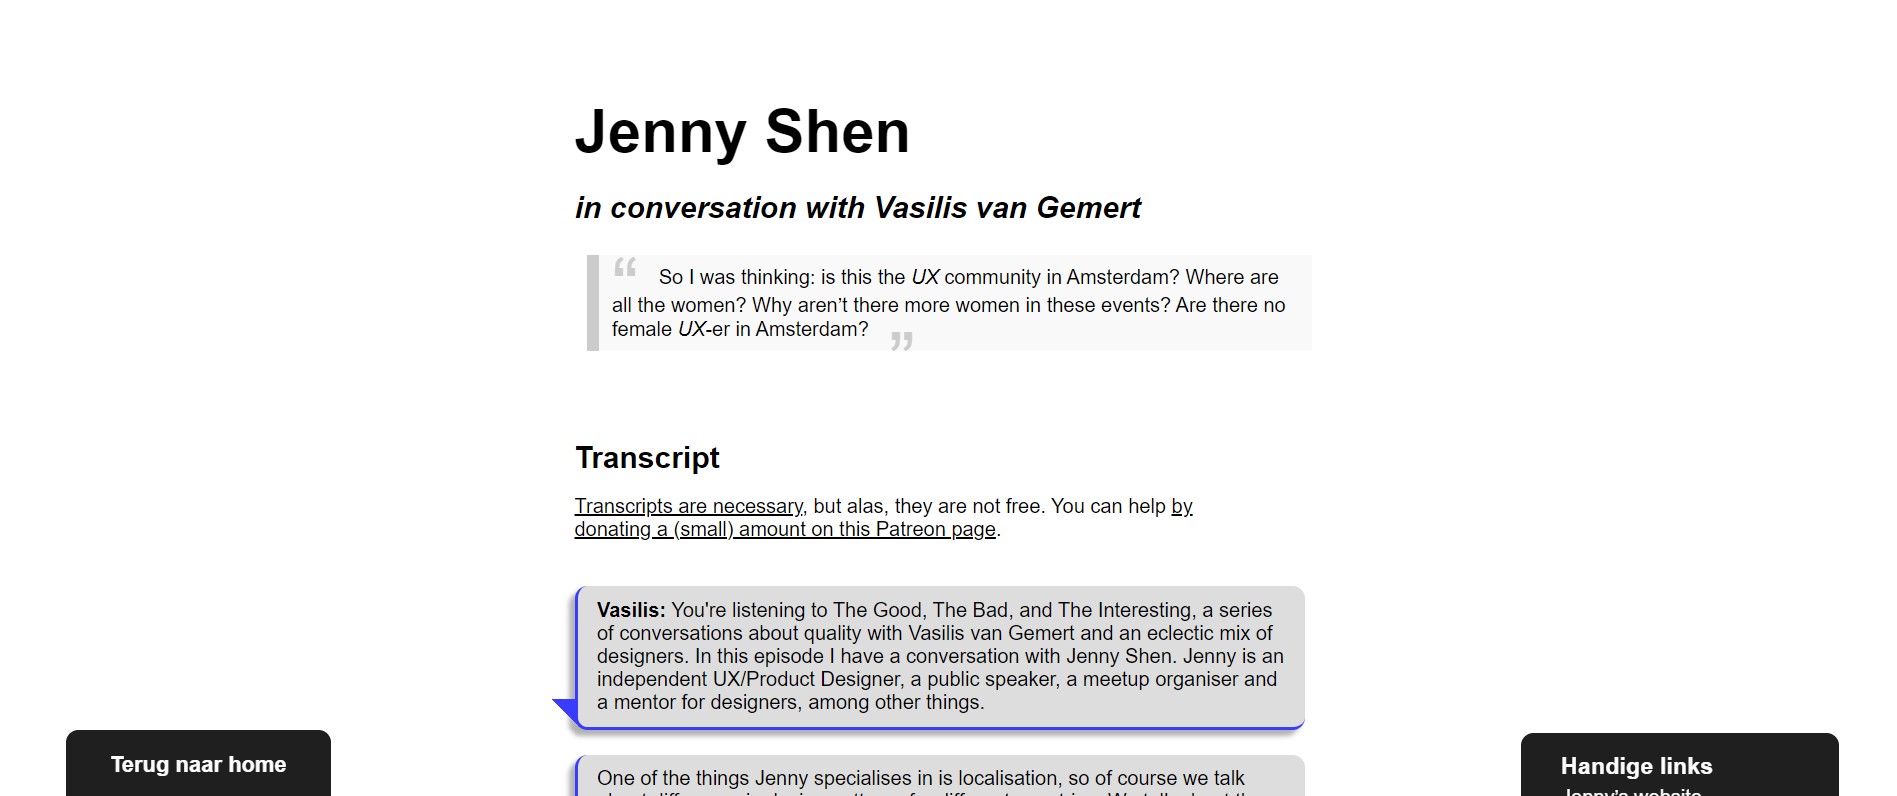 Jenny Shen
in conversation with Vasilis van Gemert
“ So I was thinking: is this the UX community in Amsterdam? Where are
all the women? Why aren’t there more women in these events? Are there no
female UX-er in Amsterdam? ”
Transcript
Transcripts are necessary, but alas, they are not free. You can help by
donating a (small) amount on this Patreon page.
Vasilis: You're listening to The Good, The Bad, and The Interesting, a series
of conversations about quality with Vasilis van Gemert and an eclectic mix of
designers. In this episode I have a conversation with Jenny Shen. Jenny is an
independent UX/Product Designer, a public speaker, a meetup organiser and
a mentor for designers, among other things.
One of the things Jenny specialises in is localisation, so of course we talk
Terug naar home
Handige links
Jenny’s website